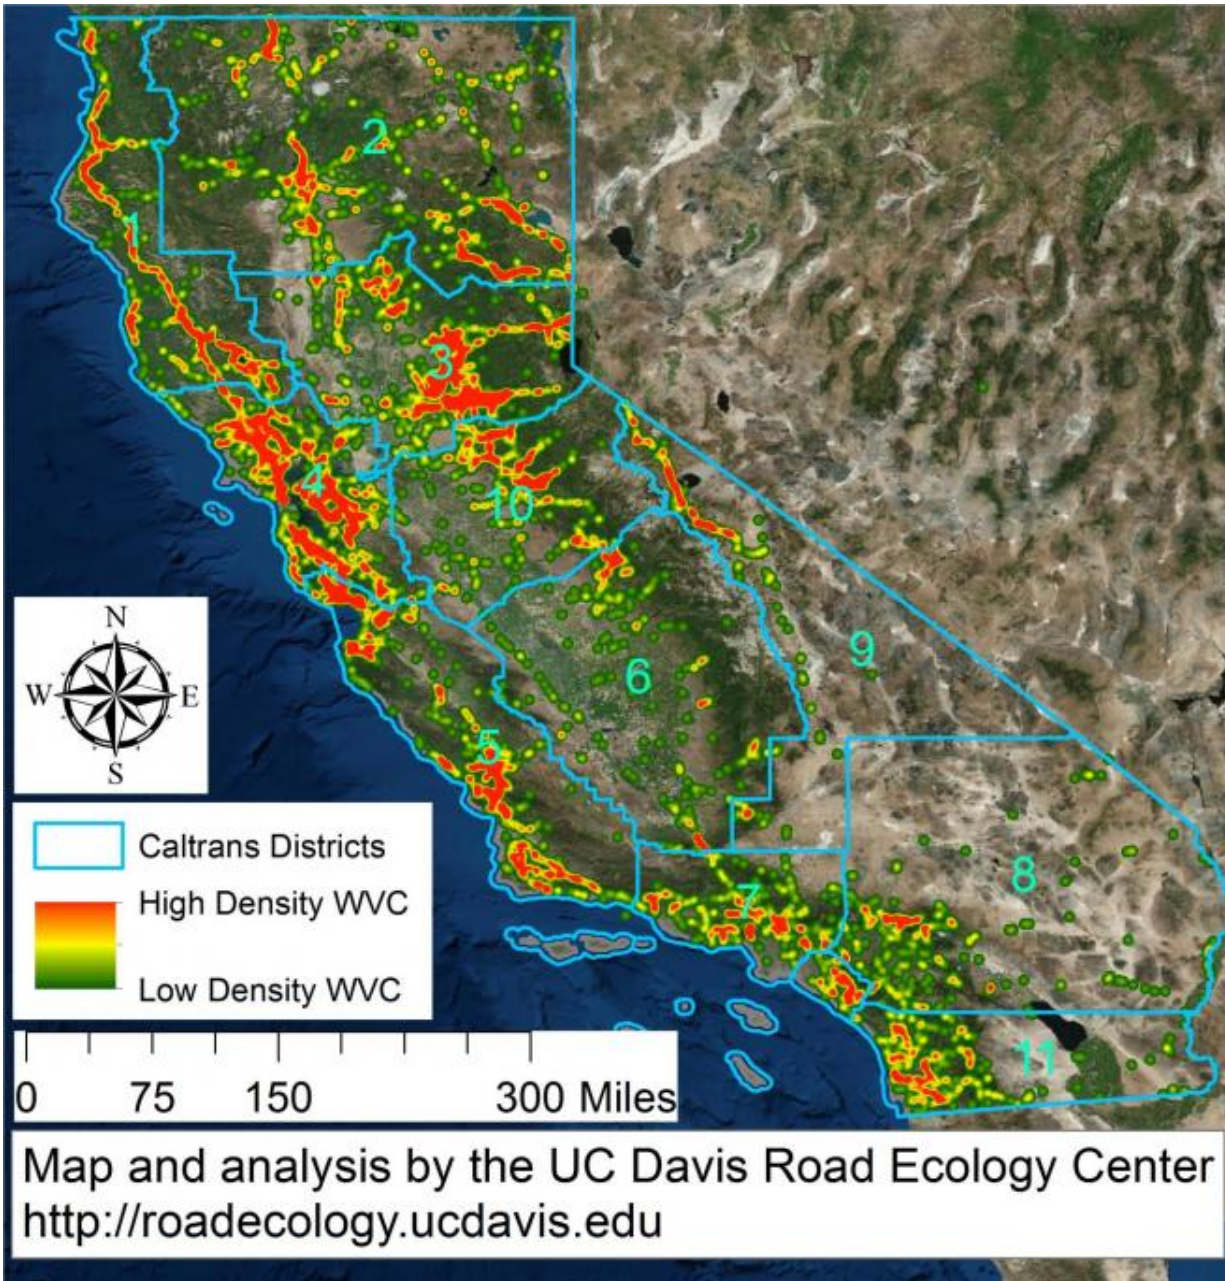 2
1
3
4
10
9
6
5
8
7
11
N
W E
S
Caltrans Districts
High Density WVC
Low Density WVC
0 75 150 300 Miles
Map and analysis by the UC Davis Road Ecology Center
http://roadecology.ucdavis.edu